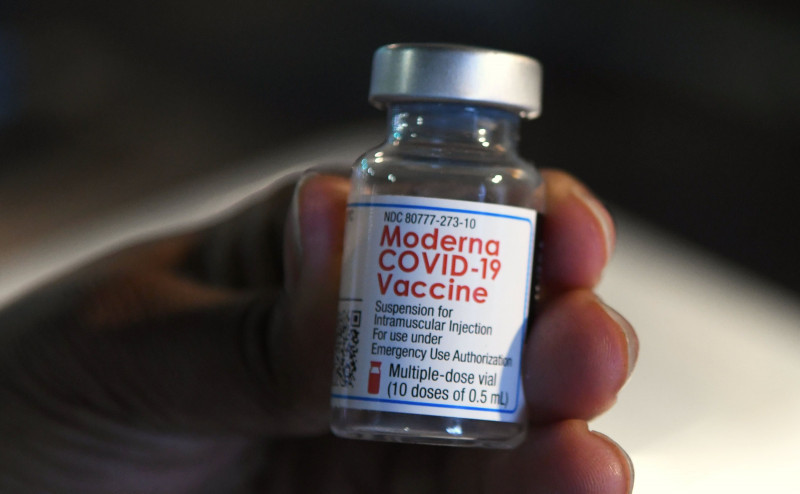 NDC 80777-273-10
Moderna
COVID-19
Vaccine
Suspension for
Intramuscular Injection
For use under
Emergency Use Authorization
Multiple-dose vial
(10 doses of 0.5 mL)